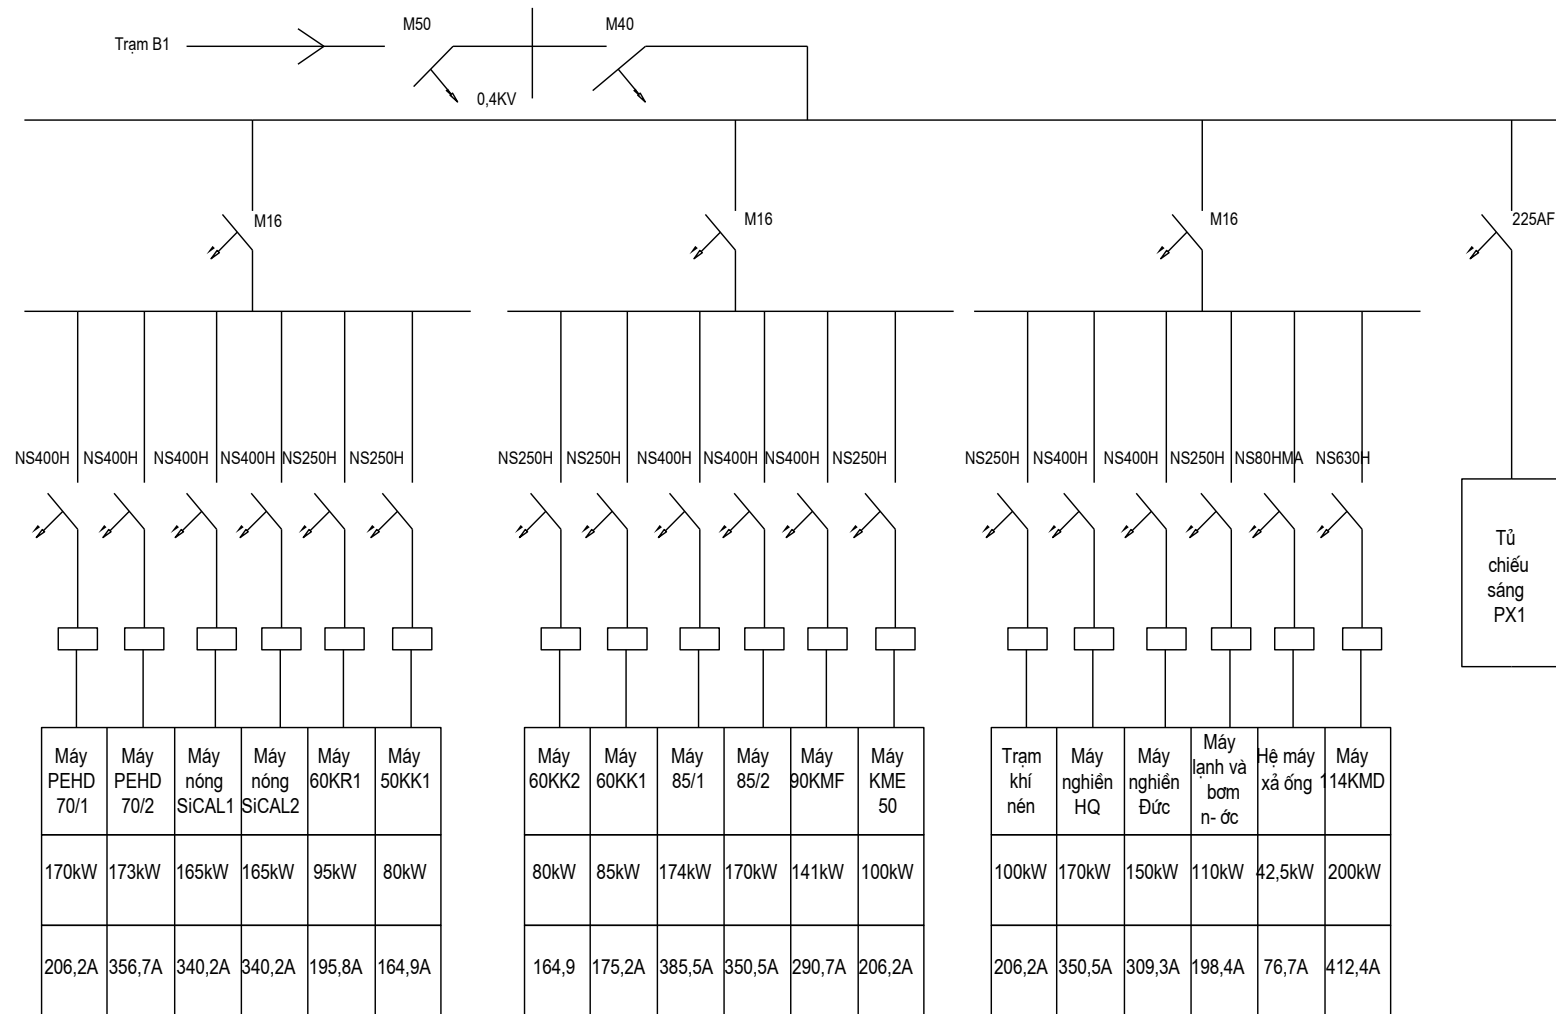 M50
M40
Trạm B1
0,4KV
M16
M16
M16
225AF
NS400H NS400H NS400H NS400H NS250H NS250H
NS250H NS250H NS400H NS400H NS400H NS250H
NS250H NS400H NS400H NS250H NS80HMA NS630H
Tủ
chiếu
sáng
PX1
Máy
PEHD
70/1
Máy
PEHD
70/2
Máy
nóng
SiCAL1
Máy
nóng
SiCAL2
Máy
60KR1
Máy
50KK1
Máy
60KK2
Máy
60KK1
Máy
85/1
Máy
85/2
Máy
90KMF
Máy
KME
50
Trạm
khí
nén
Máy
nghiền
HQ
Máy
nghiền
Đức
Máy
lạnh và
bơm
n- ớc
Hệ máy
xả ống
Máy
114KMD
170kW 173kW 165kW 165kW 95kW 80kW
80kW 85kW 174kW 170kW 141kW 100kW
100kW 170kW 150kW 110kW 42,5kW 200kW
206,2A 356,7A 340,2A 340,2A 195,8A 164,9A
164,9 175,2A 385,5A 350,5A 290,7A 206,2A
206,2A 350,5A 309,3A 198,4A 76,7A 412,4A